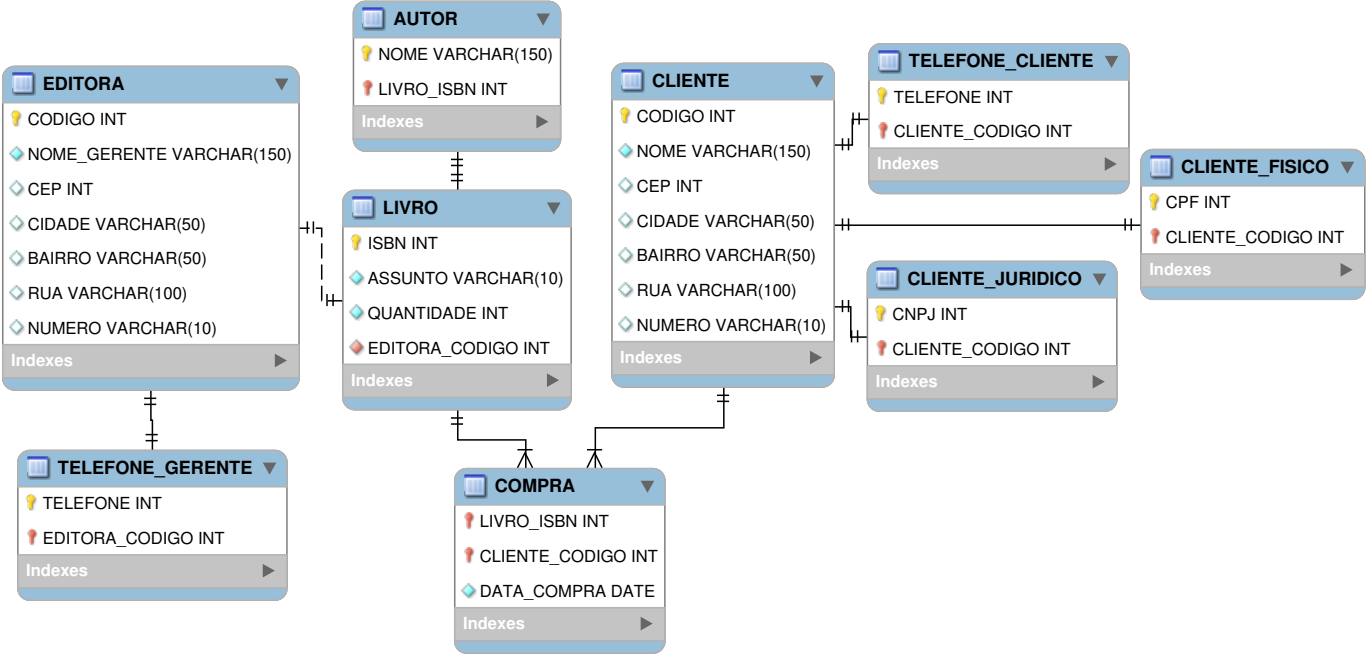 AUTOR
NOME VARCHAR(150)
LIVRO_ISBN INT
Indexes
EDITORA
CODIGO INT
NOME_GERENTE VARCHAR(150)
CEP INT
CIDADE VARCHAR(50)
BAIRRO VARCHAR(50)
RUA VARCHAR(100)
NUMERO VARCHAR(10)
Indexes
LIVRO
ISBN INT
ASSUNTO VARCHAR(10)
QUANTIDADE INT
EDITORA_CODIGO INT
Indexes
CLIENTE
CODIGO INT
NOME VARCHAR(150)
CEP INT
CIDADE VARCHAR(50)
BAIRRO VARCHAR(50)
RUA VARCHAR(100)
NUMERO VARCHAR(10)
Indexes
TELEFONE_CLIENTE
TELEFONE INT
CLIENTE_CODIGO INT
Indexes
CLIENTE_FISICO
CPF INT
CLIENTE_CODIGO INT
Indexes
CLIENTE_JURIDICO
CNPJ INT
CLIENTE_CODIGO INT
Indexes
TELEFONE_GERENTE
TELEFONE INT
EDITORA_CODIGO INT
Indexes
COMPRA
LIVRO_ISBN INT
CLIENTE_CODIGO INT
DATA_COMPRA DATE
Indexes